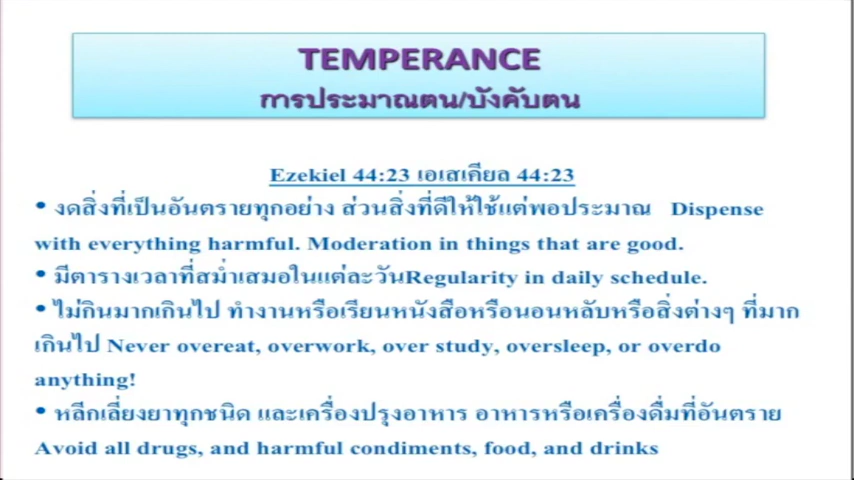 TEMPERANCE
การประมาณตน/บังคับตน
Ezekiel 44:23 เอเสเคียล 44:23
• งดสิ่งที่เป็นอันตรายทุกอย่าง ส่วนสิ่งที่ดีให้ใช้แต่พอประมาณ Dispense
with everything harmful. Moderation in things that are good.
• มีตารางเวลาที่สม่ำเสมอในแต่ละวันRegularity in daily schedule.
• ไม่กินมากเกินไป ทำงานหรือเรียนหนังสือหรือนอนหลับหรือสิ่งต่างๆ ที่มาก
เกินไป Never overeat, overwork, over study, oversleep, or overdo
anything!
• หลีกเลี่ยงยาทุกชนิด และเครื่องปรุงอาหาร อาหารหรือเครื่องดื่มที่อันตราย
Avoid all drugs, and harmful condiments, food, and drinks